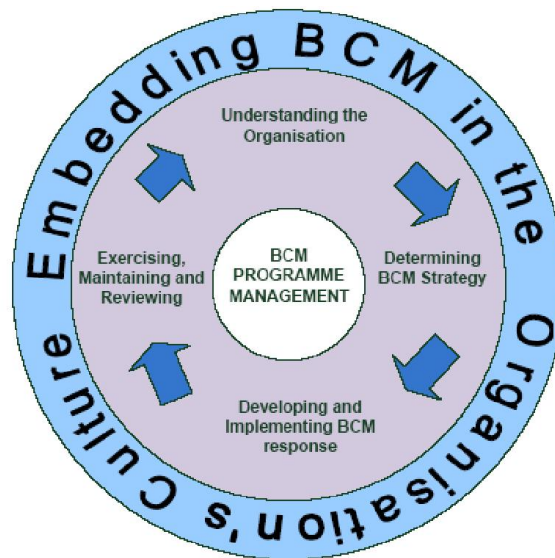 Embedding BCM in the Organisation's Culture
Understanding the
Organisation
Exercising,
Maintaining and
Reviewing
BCM
PROGRAMME
MANAGEMENT
Determining
BCM Strategy
Developing and
Implementing BCM
response